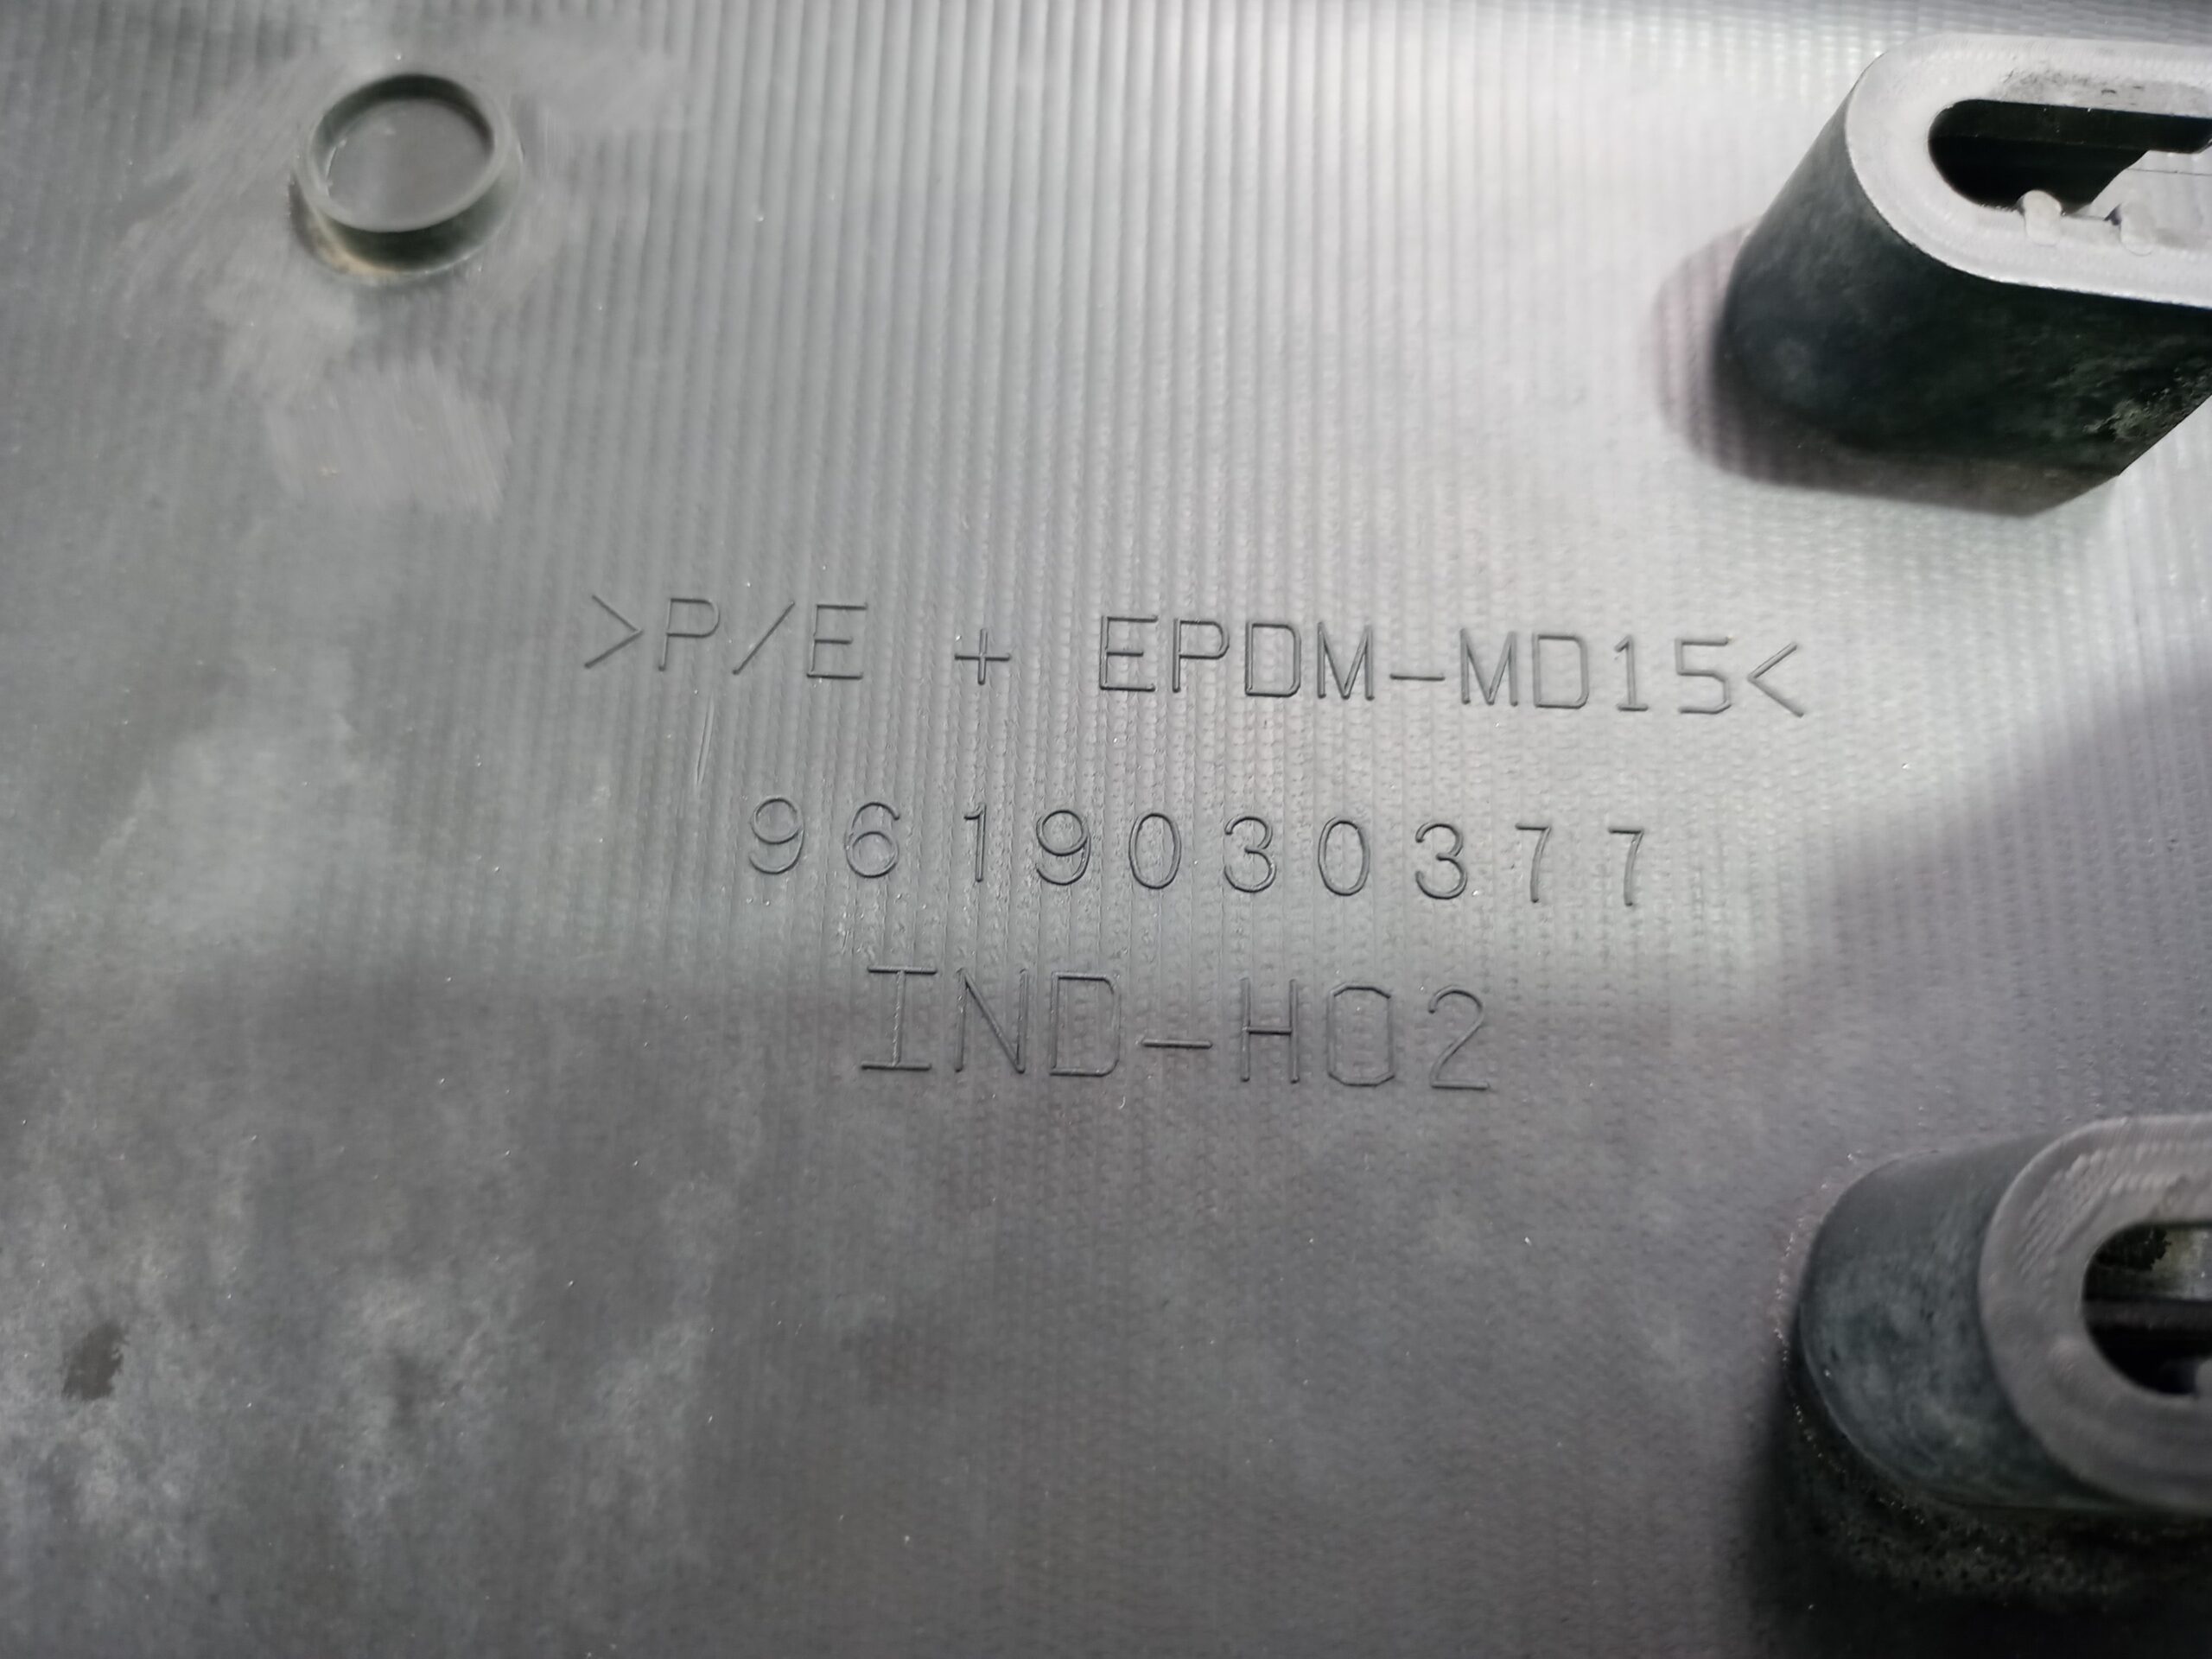 >P/E + EPDM-MD15<
9619030377
IND-H02